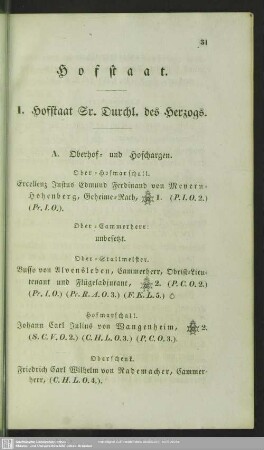 31
Hofstaat.
I. Hofstaat Sr. Durchl. des Herzogs.
A. Oberhof- und Hofchargen.
Ober-Hofmarschall.
Excellenz Justus Edmund Ferdinand von Meyern-
Hohenberg, Geheime-Rath, 1. (P.I.O.2.)
(Pr.I.O.).
Ober-Cammerherr:
unbesetzt.
Ober-Stallmeister.
Busso von Alvensleben, Cammerherr, Obrist-Lieu-
tenant und Flügeladjutant, 2. (P.C.O.2.)
(Pr.I.O.) (Pr.R.A.O.3.) (F.K.L.5.)
Hofmarschall.
Johann Carl Julius von Wangenheim, 2.
(S.C.V.O.2.) (C.H.L.O.3.) (P.C.O.3.).
Oberschenk.
Friedrich Carl Wilhelm von Rademacher, Cammer-
herr, (C.H.L.O.4.).